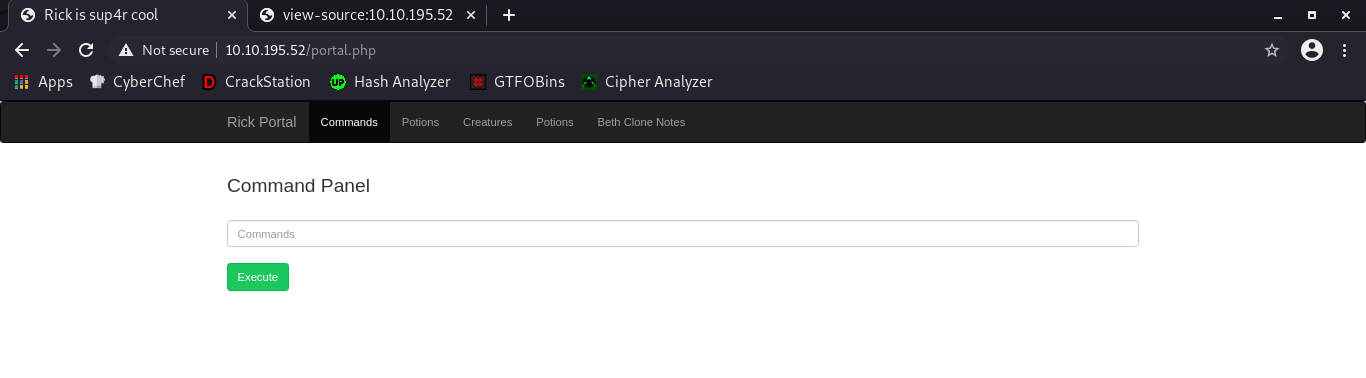 Rick is sup4r cool view-source:10.10.195.52
Not secure 10.10.195.52/portal.php
Apps CyberChef CrackStation Hash Analyzer GTFOBins Cipher Analyzer
Rick Portal Commands Potions Creatures Potions Beth Clone Notes
Command Panel
Commands
Execute